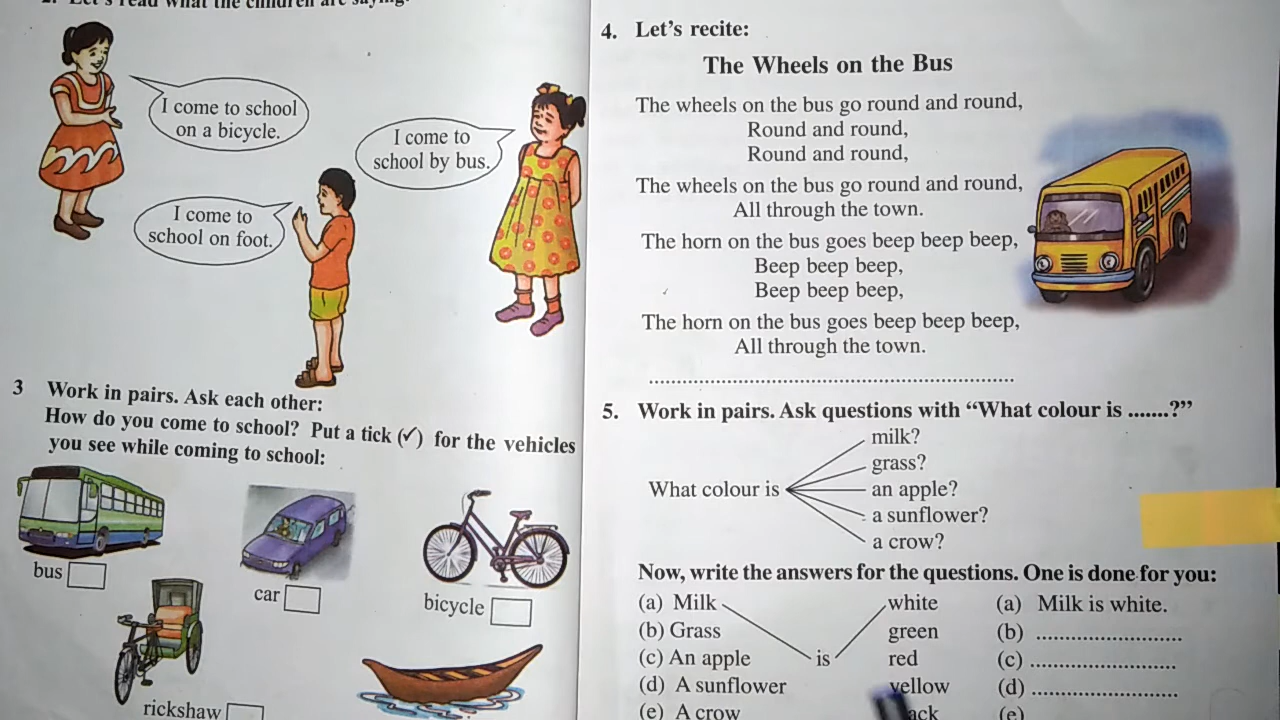 2. Let's read what the children are saying:
I come to school
on a bicycle.
I come to
school by bus.
I come to
school on foot.
3 Work in pairs. Ask each other:
How do you come to school? Put a tick (✓) for the vehicles
you see while coming to school:
bus
car
bicycle
rickshaw
4. Let's recite:
The Wheels on the Bus
The wheels on the bus go round and round,
Round and round,
Round and round,
The wheels on the bus go round and round,
All through the town.
The horn on the bus goes beep beep beep,
Beep beep beep,
Beep beep beep,
The horn on the bus goes beep beep beep,
All through the town.
5. Work in pairs. Ask questions with “What colour is .......?”
milk?
grass?
What colour is an apple?
a sunflower?
a crow?
Now, write the answers for the questions. One is done for you:
(a) Milk white (a) Milk is white.
(b) Grass green (b) ..............................
(c) An apple is red (c) ..............................
(d) A sunflower yellow (d) ..............................
(e) A crow (e)